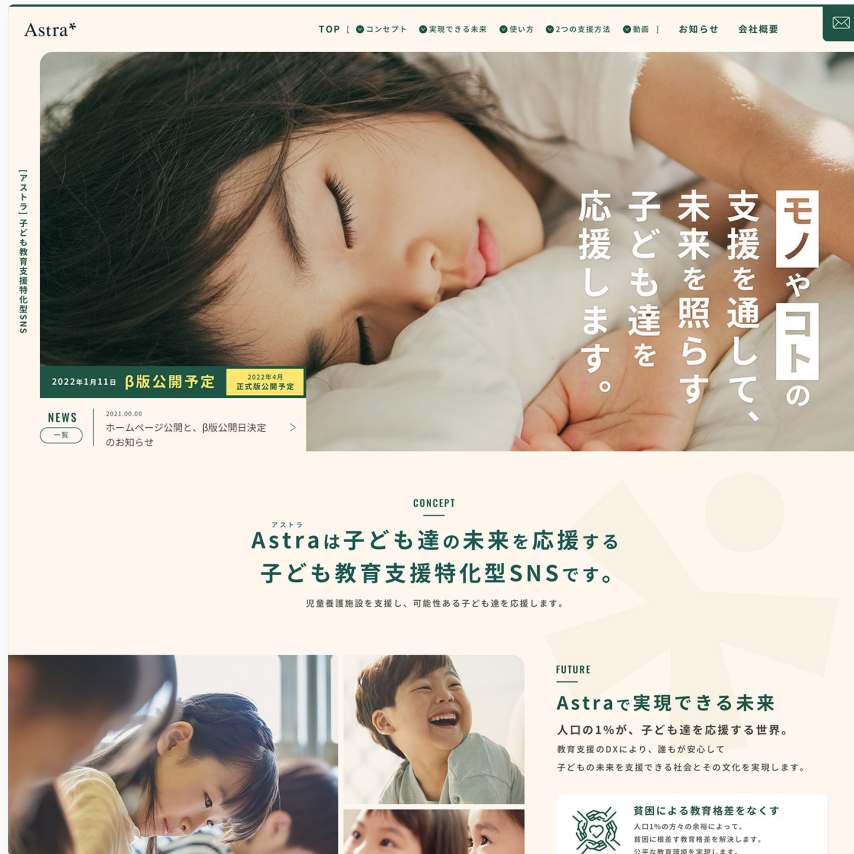 Astra*
TOP [ コンセプト 実現できる未来 使い方 2つの支援方法 動画 ] お知らせ 会社概要
[アストラ] 子ども教育支援特化型SNS
モノやコトの
支援を通して、
未来を照らす
子ども達を
応援します。
2022年1月11日 β版公開予定
2022年4月
正式版公開予定
NEWS
一覧
2021.00.00
ホームページ公開と、β版公開日決定
のお知らせ
CONCEPT
アストラ
Astraは子ども達の未来を応援する
子ども教育支援特化型SNSです。
児童養護施設を支援し、可能性ある子ども達を応援します。
FUTURE
Astraで実現できる未来
人口の1%が、子ども達を応援する世界。
教育支援のDXにより、誰もが安心して
子どもの未来を支援できる社会とその文化を実現します。
貧困による教育格差をなくす
人口1%の方々の余裕によって、
貧困に根差す教育格差を解決します。
公平な教育環境を実現します。